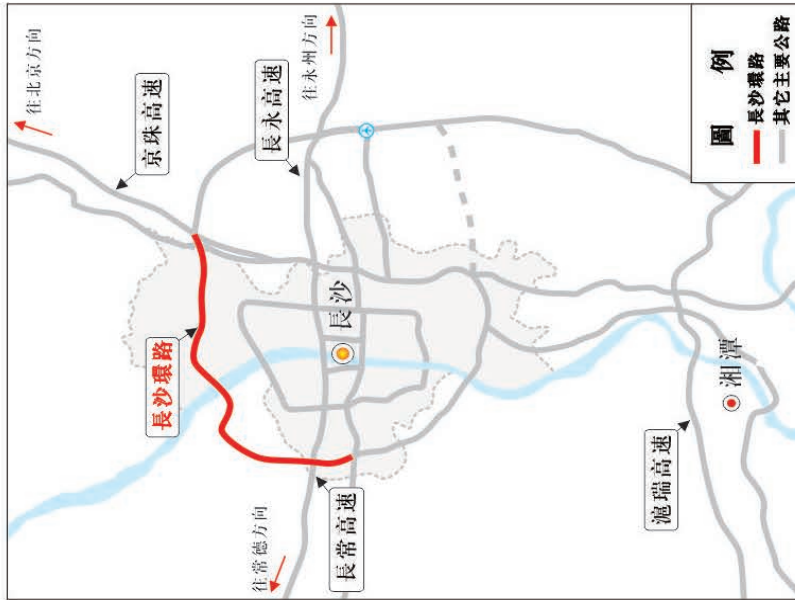 往北京方向
京珠高速
長永高速
往永州方向
長沙環路
長沙
往常德方向
長常高速
湘潭
滬瑞高速
圖 例
長沙環路
其它主要公路